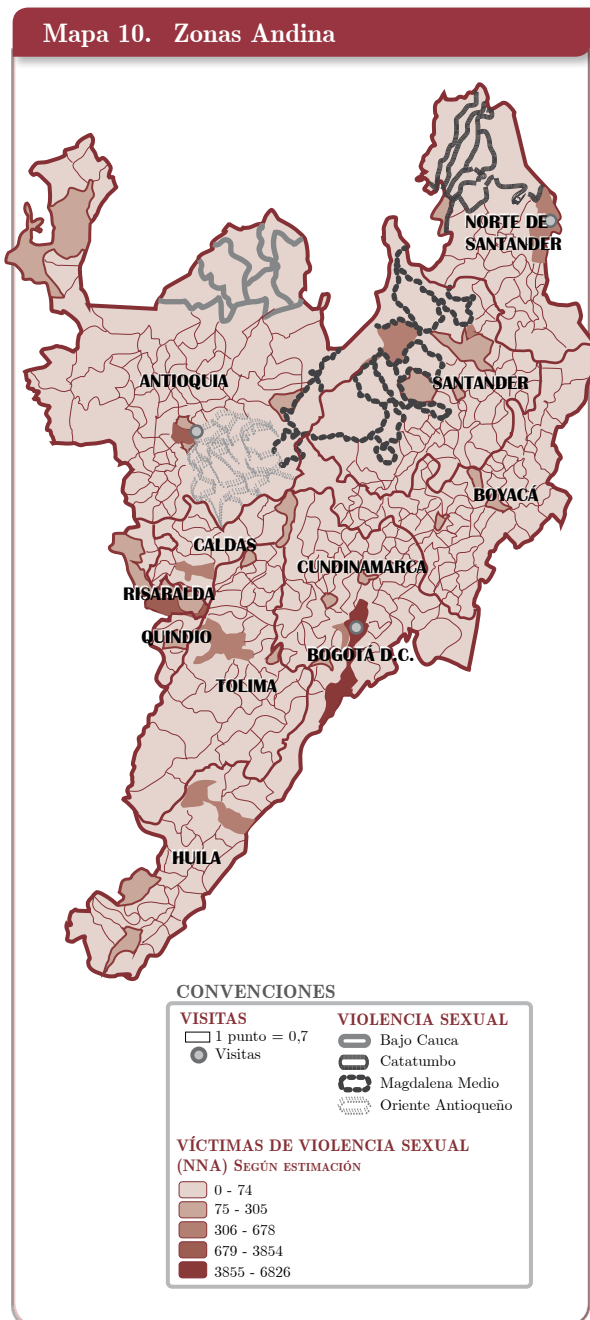 Mapa 10. Zonas Andina
NORTE DE
SANTANDER
ANTIOQUIA
SANTANDER
BOYACÁ
CALDAS
CUNDINAMARCA
RISARALDA
QUINDIO
BOGOTÁ D.C.
TOLIMA
HUILA
CONVENCIONES
VISITAS
1 punto = 0,7
Visitas
VIOLENCIA SEXUAL
Bajo Cauca
Catatumbo
Magdalena Medio
Oriente Antioqueño
VÍCTIMAS DE VIOLENCIA SEXUAL
(NNA) Según estimación
0 - 74
75 - 305
306 - 678
679 - 3854
3855 - 6826